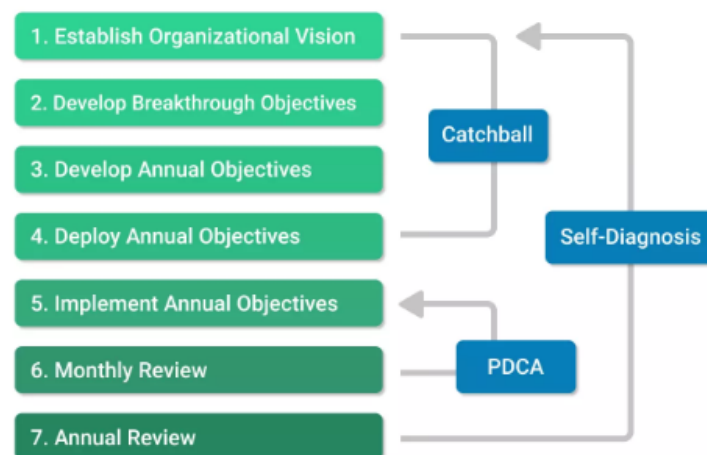 1. Establish Organizational Vision
2. Develop Breakthrough Objectives
Catchball
3. Develop Annual Objectives
4. Deploy Annual Objectives
Self-Diagnosis
5. Implement Annual Objectives
6. Monthly Review
PDCA
7. Annual Review